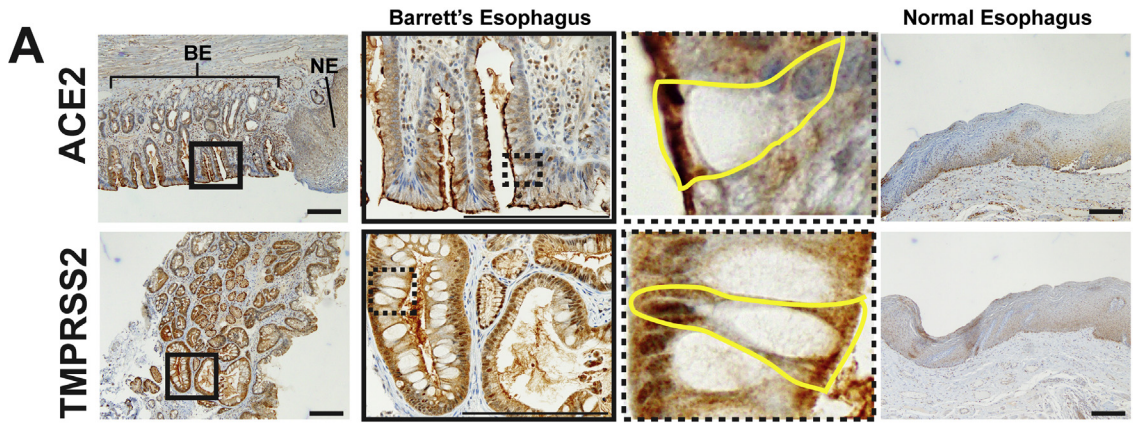 A
Barrett's Esophagus
Normal Esophagus
ACE2
BE
NE
TMPRSS2